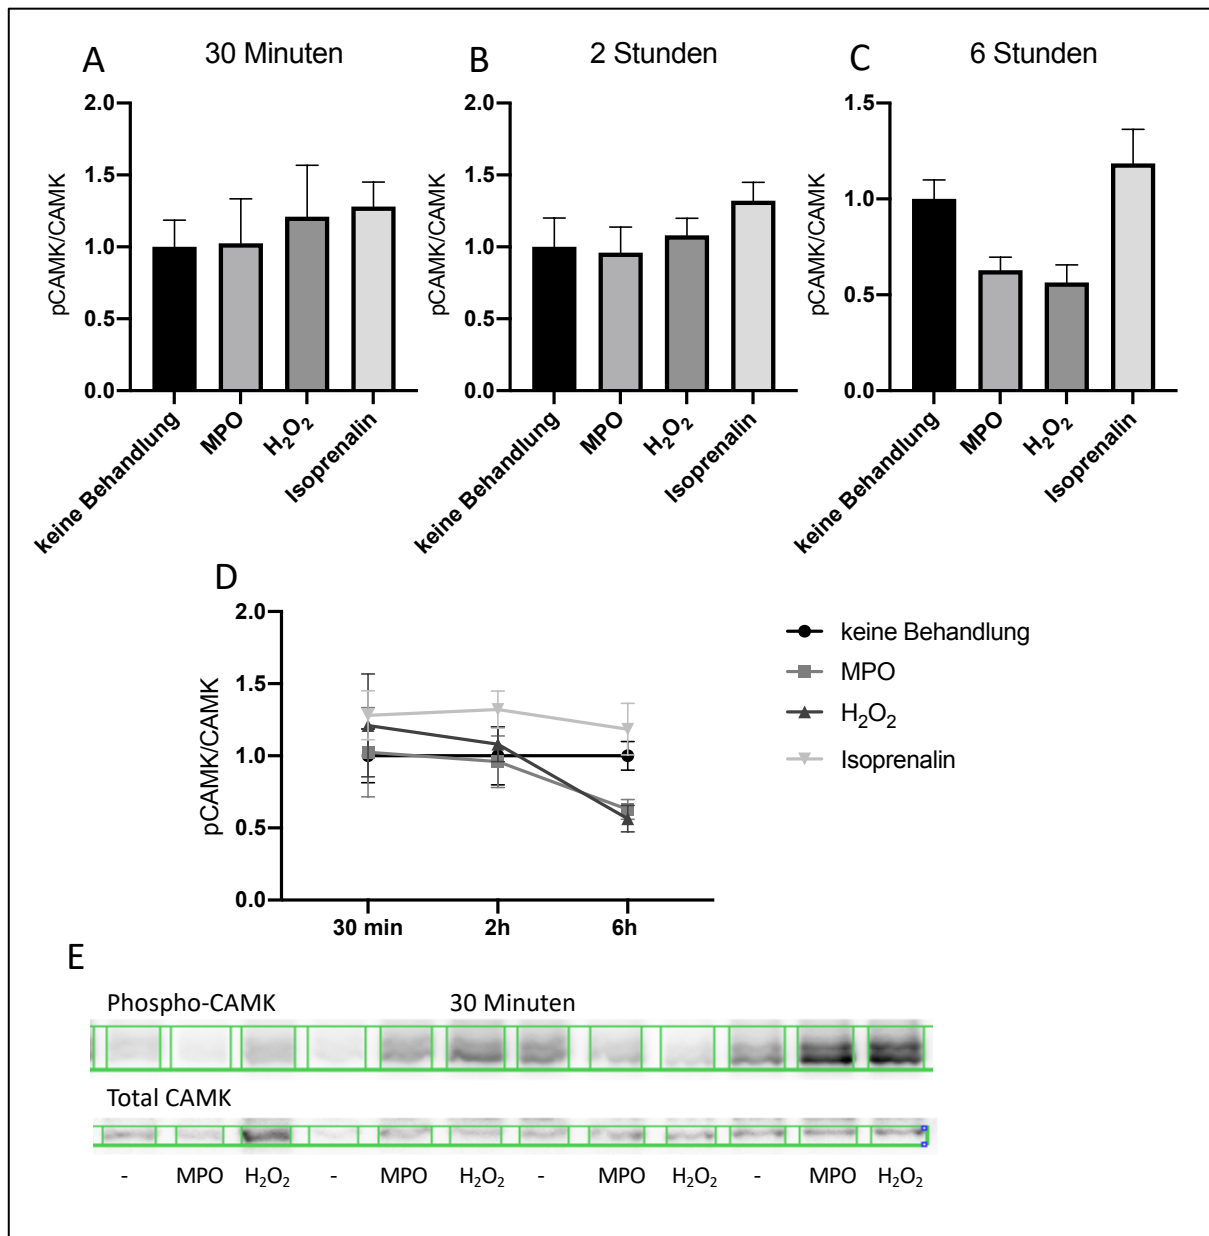 A 30 Minuten
2.0
1.5
1.0
0.5
0.0
pCAMK/CAMK
keine Behandlung
MPO
H₂O₂
Isoprenalin
B 2 Stunden
2.0
1.5
1.0
0.5
0.0
pCAMK/CAMK
keine Behandlung
MPO
H₂O₂
Isoprenalin
C 6 Stunden
1.5
1.0
0.5
0.0
pCAMK/CAMK
keine Behandlung
MPO
H₂O₂
Isoprenalin
D
2.0
1.5
1.0
0.5
0.0
pCAMK/CAMK
30 min 2h 6h
keine Behandlung
MPO
H₂O₂
Isoprenalin
E
Phospho-CAMK 30 Minuten
Total CAMK
- MPO H₂O₂ - MPO H₂O₂ - MPO H₂O₂ - MPO H₂O₂